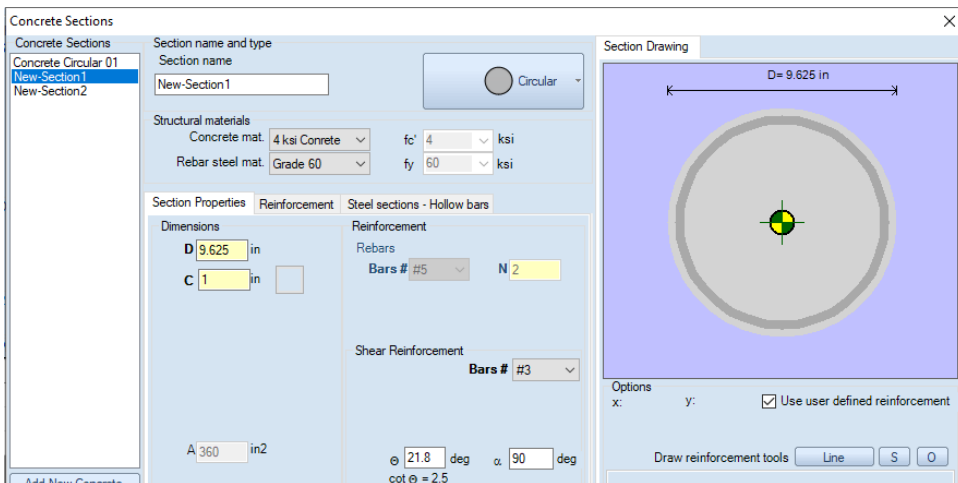 Concrete Sections
Concrete Sections
Concrete Circular 01
New-Section1
New-Section2
Add New Concrete
Section name and type
Section name
New-Section1
Circular
Structural materials
Concrete mat. 4 ksi Conrete fc' 4 ksi
Rebar steel mat. Grade 60 fy 60 ksi
Section Properties Reinforcement Steel sections - Hollow bars
Dimensions
D 9.625 in
C 1 in
A 360 in2
Reinforcement
Rebars
Bars # #5 N 2
Shear Reinforcement
Bars # #3
Θ 21.8 deg α 90 deg
cot Θ = 2.5
Section Drawing
D= 9.625 in
Options
x: y: Use user defined reinforcement
Draw reinforcement tools Line S O